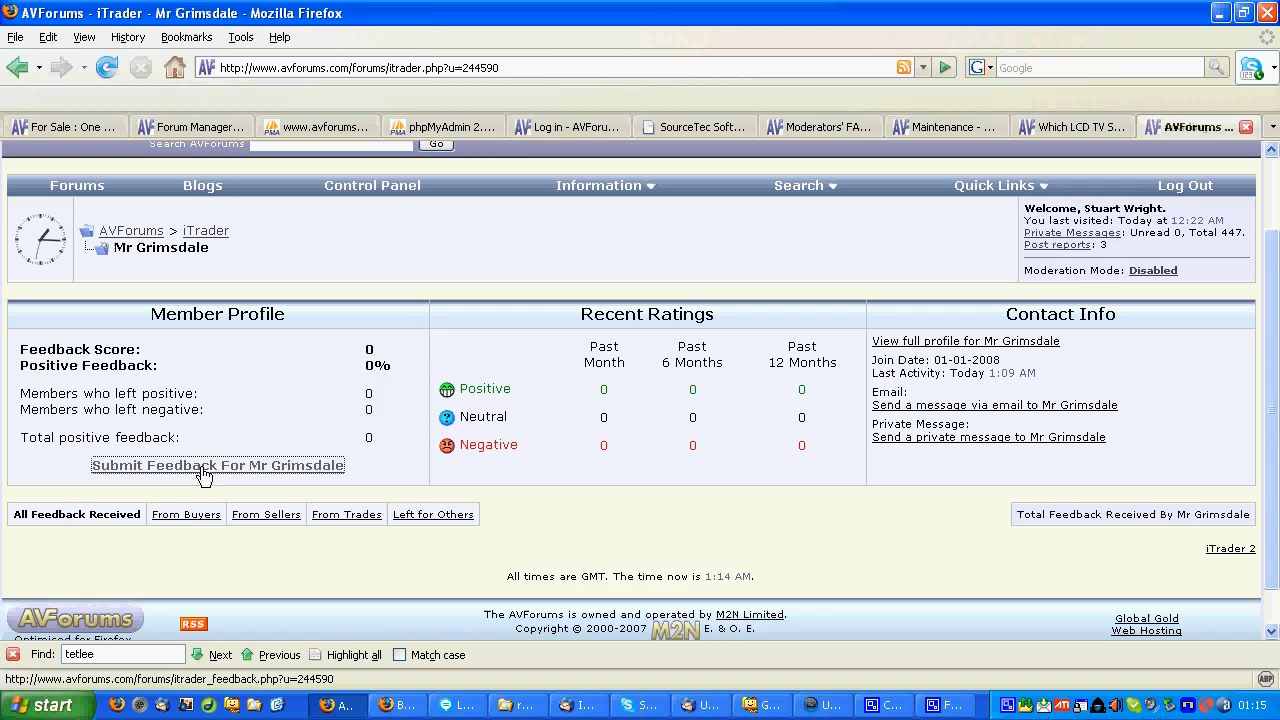 AVForums - iTrader - Mr Grimsdale - Mozilla Firefox
File Edit View History Bookmarks Tools Help
http://www.avforums.com/forums/itrader.php?u=244590
G Google
For Sale : One ...
Forum Manager...
www.avforums...
phpMyAdmin 2....
Log in - AVForu...
SourceTec Soft...
Moderators' FA...
Maintenance - ...
Which LCD TV S...
AVForums ...
Search AVForums Go
Forums Blogs Control Panel Information Search Quick Links Log Out
AVForums > iTrader
Mr Grimsdale
Welcome, Stuart Wright.
You last visited: Today at 12:22 AM
Private Messages: Unread 0, Total 447.
Post reports: 3
Moderation Mode: Disabled
Member Profile
Feedback Score: 0
Positive Feedback: 0%
Members who left positive: 0
Members who left negative: 0
Total positive feedback: 0
Submit Feedback For Mr Grimsdale
Recent Ratings
Past Month Past 6 Months Past 12 Months
Positive 0 0 0
Neutral 0 0 0
Negative 0 0 0
Contact Info
View full profile for Mr Grimsdale
Join Date: 01-01-2008
Last Activity: Today 1:09 AM
Email:
Send a message via email to Mr Grimsdale
Private Message:
Send a private message to Mr Grimsdale
All Feedback Received From Buyers From Sellers From Trades Left for Others
Total Feedback Received By Mr Grimsdale
iTrader 2
All times are GMT. The time now is 1:14 AM.
AVForums
Optimised for Firefox
RSS
The AVForums is owned and operated by M2N Limited.
Copyright © 2000-2007 M2N E. & O. E.
Global Gold
Web Hosting
Find: tetlee Next Previous Highlight all Match case
http://www.avforums.com/forums/itrader_feedback.php?u=244590
ABP
start A... B... L... r... I... S... U... G... U... C... F... 01:15